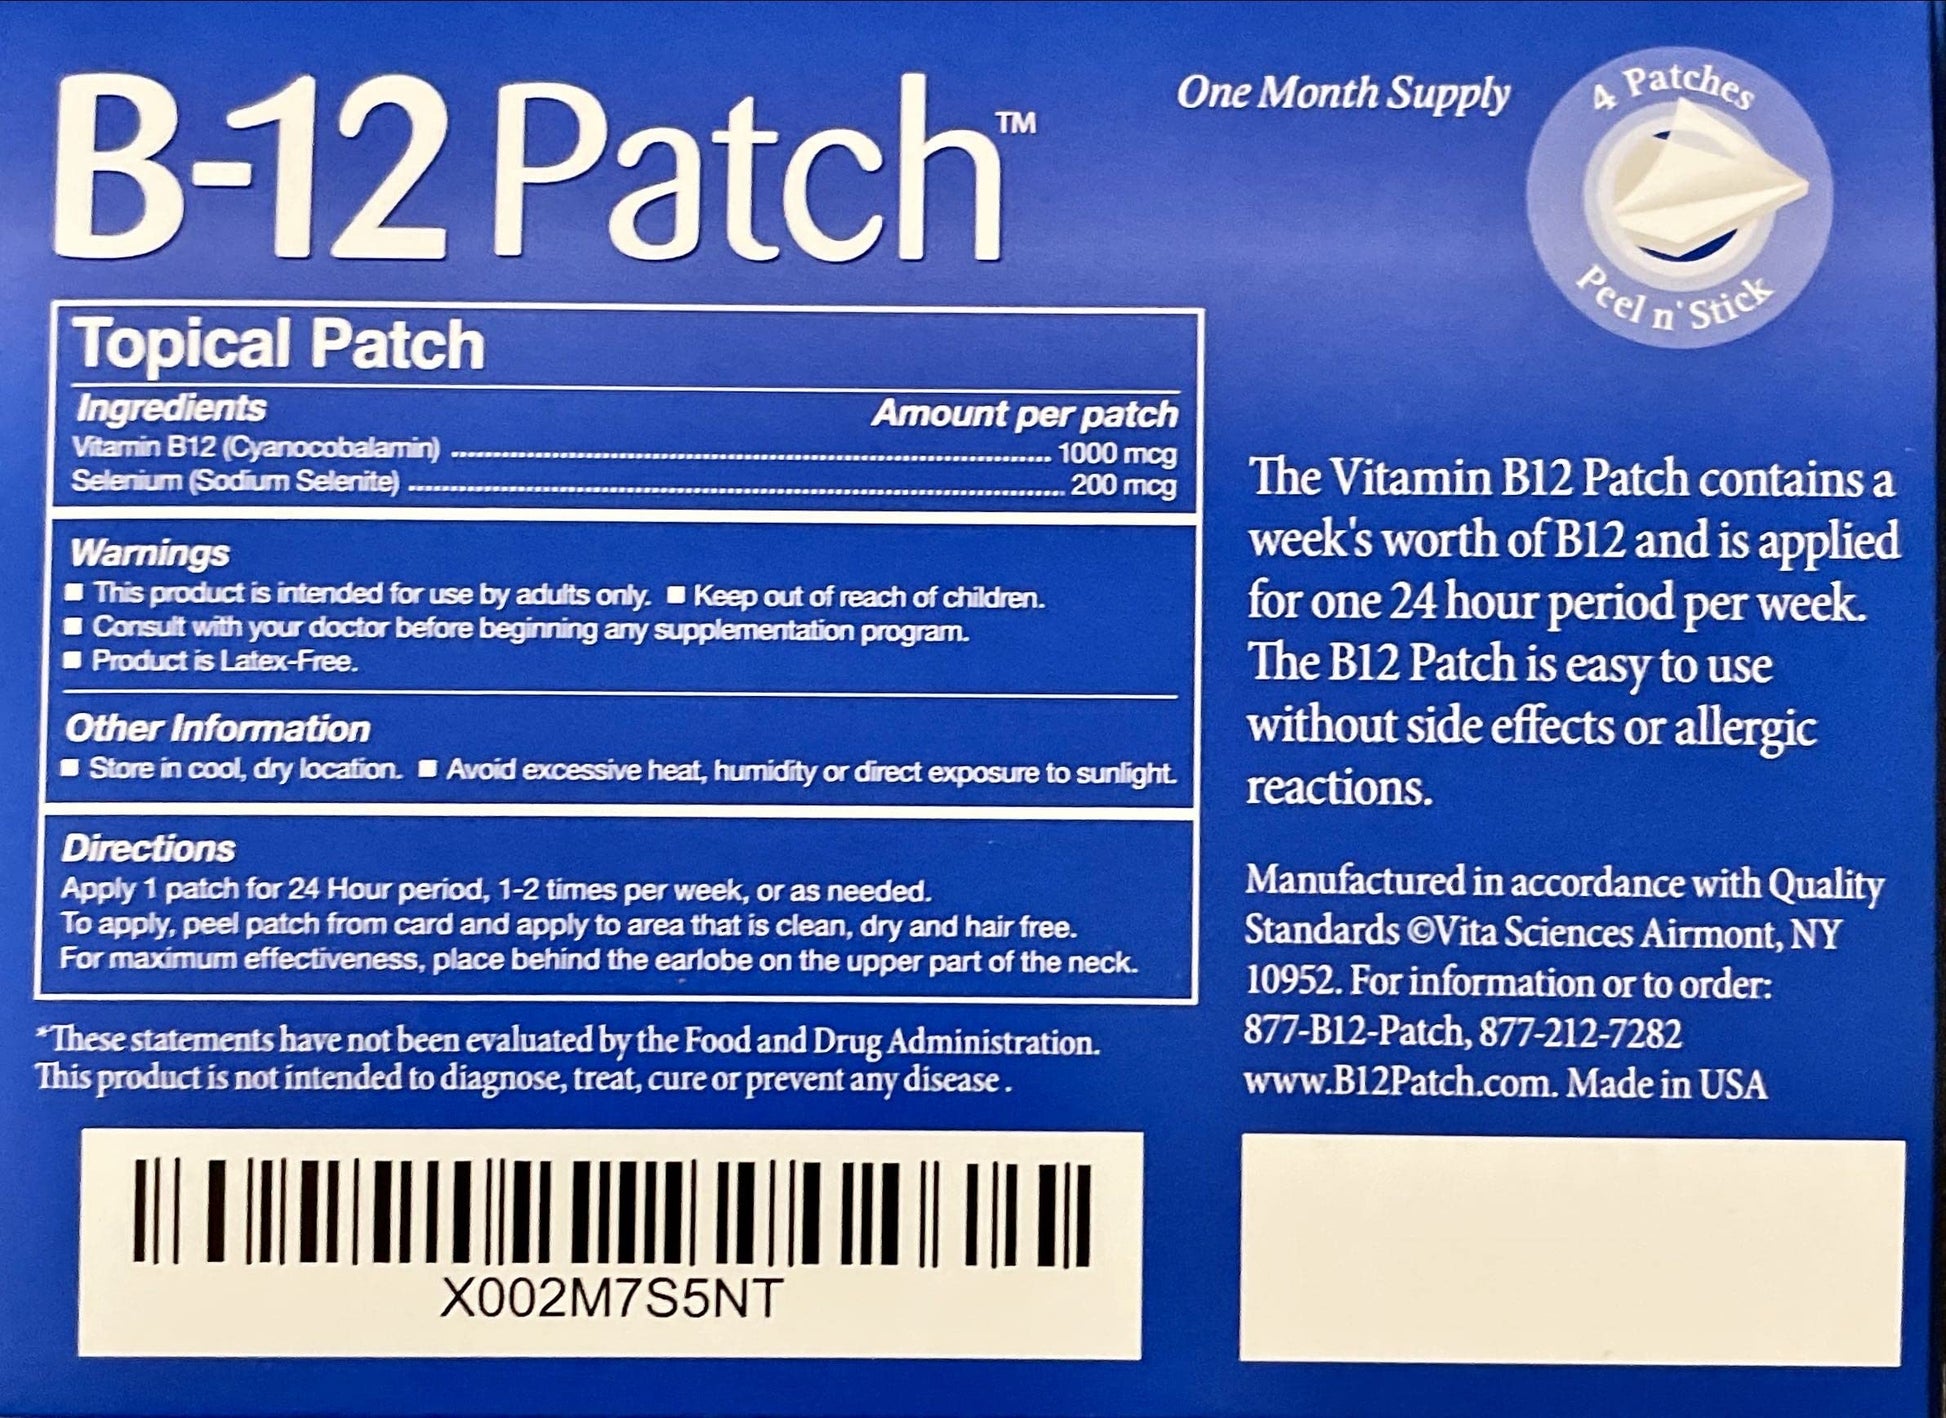 B-12 Patch™
One Month Supply
4 Patches
Peel n' Stick
Topical Patch
Ingredients Amount per patch
Vitamin B12 (Cyanocobalamin) 1000 mcg
Selenium (Sodium Selenite) 200 mcg
Warnings
■ This product is intended for use by adults only. ■ Keep out of reach of children.
■ Consult with your doctor before beginning any supplementation program.
■ Product is Latex-Free.
Other Information
■ Store in cool, dry location. ■ Avoid excessive heat, humidity or direct exposure to sunlight.
Directions
Apply 1 patch for 24 Hour period, 1-2 times per week, or as needed.
To apply, peel patch from card and apply to area that is clean, dry and hair free.
For maximum effectiveness, place behind the earlobe on the upper part of the neck.
*These statements have not been evaluated by the Food and Drug Administration.
This product is not intended to diagnose, treat, cure or prevent any disease.
X002M7S5NT
The Vitamin B12 Patch contains a
week's worth of B12 and is applied
for one 24 hour period per week.
The B12 Patch is easy to use
without side effects or allergic
reactions.
Manufactured in accordance with Quality
Standards ©Vita Sciences Airmont, NY
10952. For information or to order:
877-B12-Patch, 877-212-7282
www.B12Patch.com. Made in USA